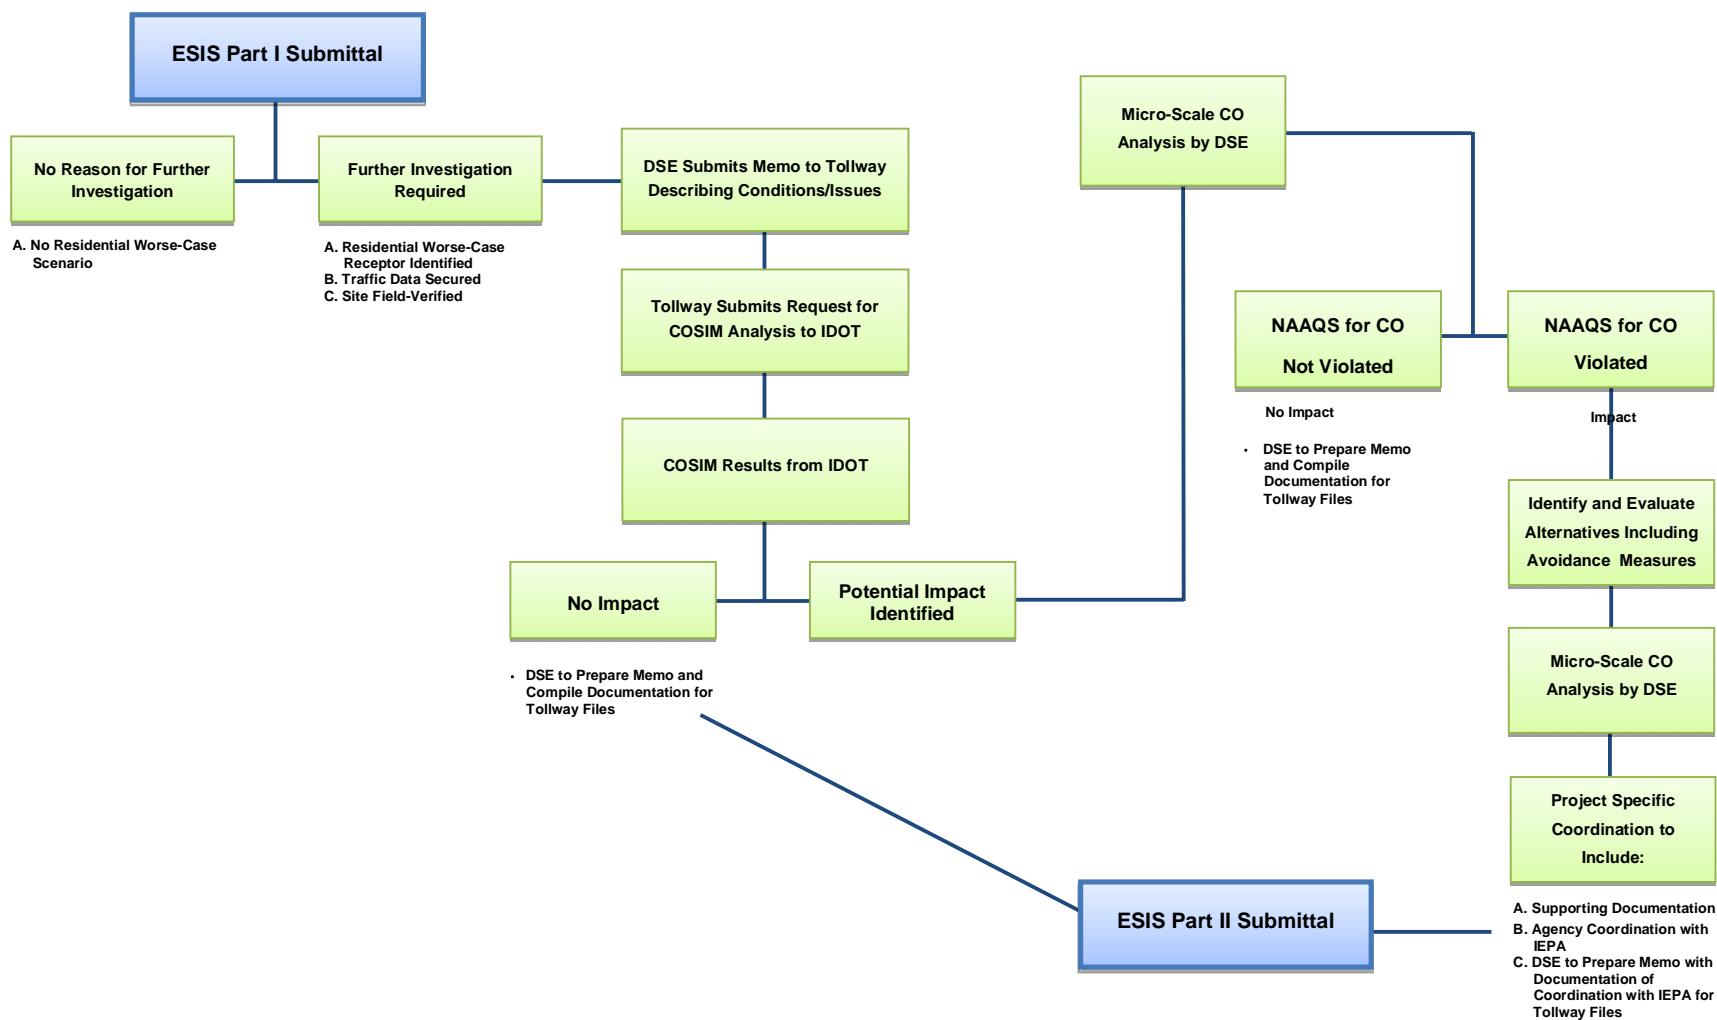 ESIS Part I Submittal
No Reason for Further
Investigation
A. No Residential Worse-Case
Scenario
Further Investigation
Required
A. Residential Worse-Case
Receptor Identified
B. Traffic Data Secured
C. Site Field-Verified
DSE Submits Memo to Tollway
Describing Conditions/Issues
Tollway Submits Request for
COSIM Analysis to IDOT
COSIM Results from IDOT
No Impact
• DSE to Prepare Memo and
Compile Documentation for
Tollway Files
Potential Impact
Identified
Micro-Scale CO
Analysis by DSE
NAAQS for CO
Not Violated
No Impact
• DSE to Prepare Memo
and Compile
Documentation for
Tollway Files
NAAQS for CO
Violated
Impact
Identify and Evaluate
Alternatives Including
Avoidance Measures
Micro-Scale CO
Analysis by DSE
Project Specific
Coordination to
Include:
A. Supporting Documentation
B. Agency Coordination with
IEPA
C. DSE to Prepare Memo with
Documentation of
Coordination with IEPA for
Tollway Files
ESIS Part II Submittal